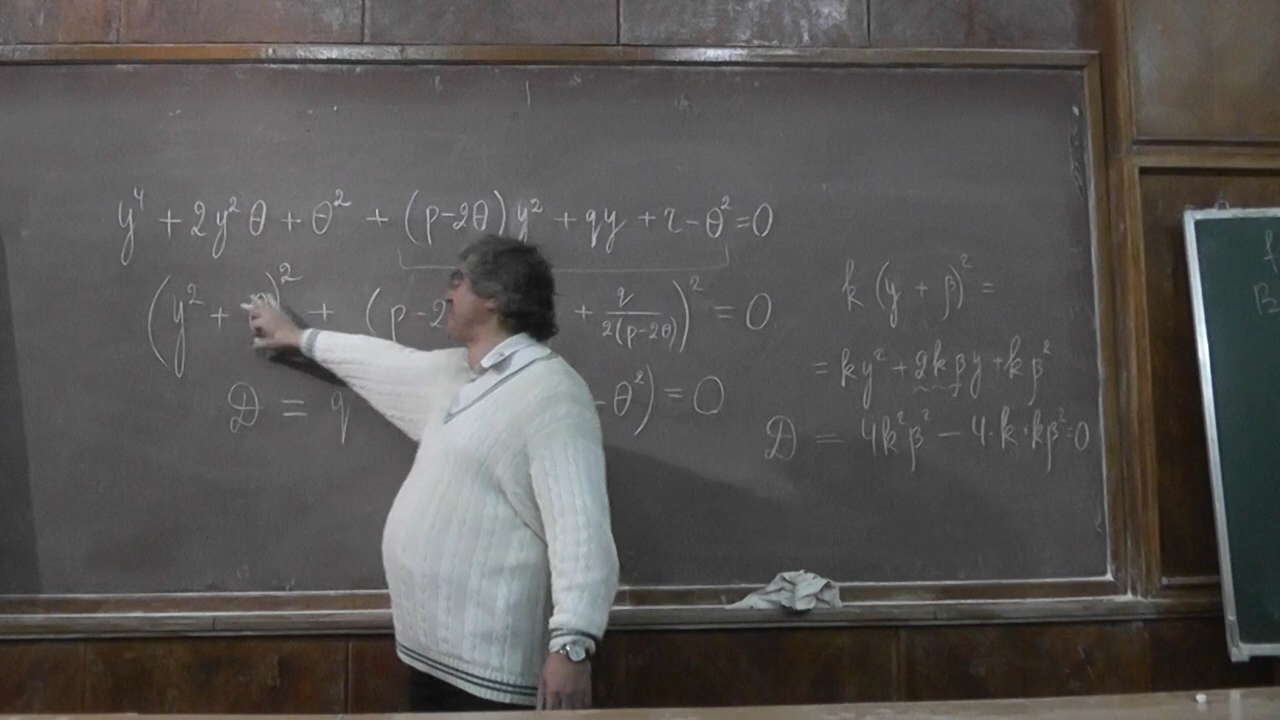 y⁴ + 2y²θ + θ² + (p-2θ)y² + qy + r - θ² = 0
(y² + )² + (p-2 + q/2(p-2θ))² = 0
D = q -θ²) = 0
k(y + β)² =
= ky² + 2kβy + kβ²
D = 4k²β² - 4·k·kβ² = 0